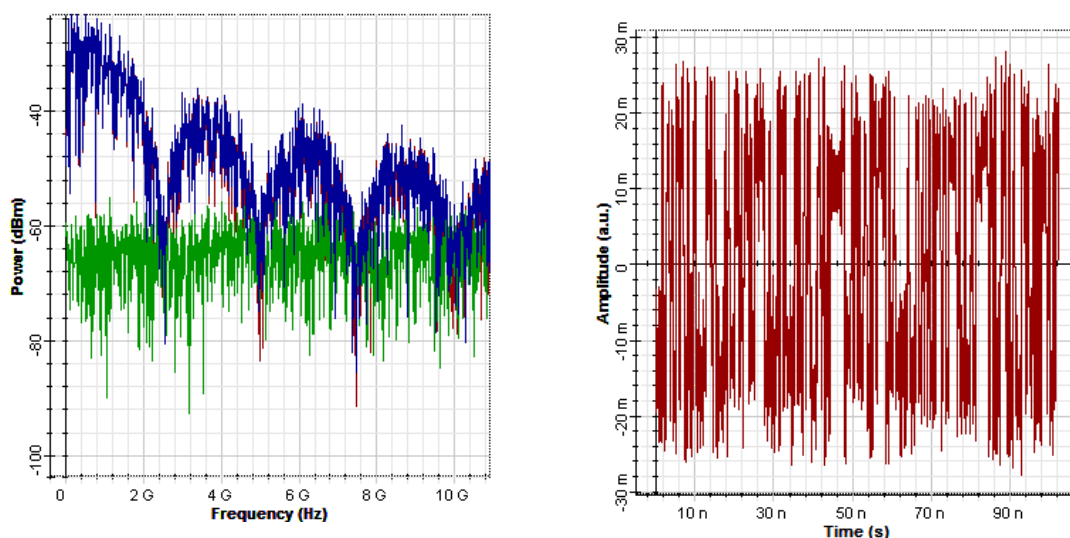 Power (dBm)
-40
-60
-80
-100
0
2 G
4 G
6 G
8 G
10 G
Frequency (Hz)
Amplitude (a.u.)
30 m
20 m
10 m
0
-10 m
-20 m
-30 m
10 n
30 n
50 n
70 n
90 n
Time (s)